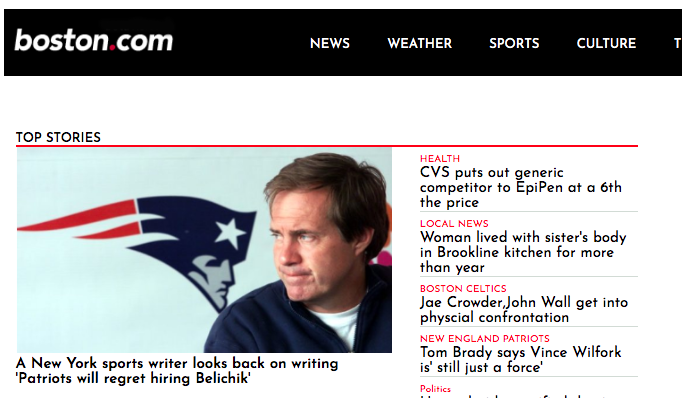 boston.com
NEWS WEATHER SPORTS CULTURE T
TOP STORIES
A New York sports writer looks back on writing
'Patriots will regret hiring Belichik'
HEALTH
CVS puts out generic
competitor to EpiPen at a 6th
the price
LOCAL NEWS
Woman lived with sister's body
in Brookline kitchen for more
than year
BOSTON CELTICS
Jae Crowder,John Wall get into
physcial confrontation
NEW ENGLAND PATRIOTS
Tom Brady says Vince Wilfork
is' still just a force'
Politics